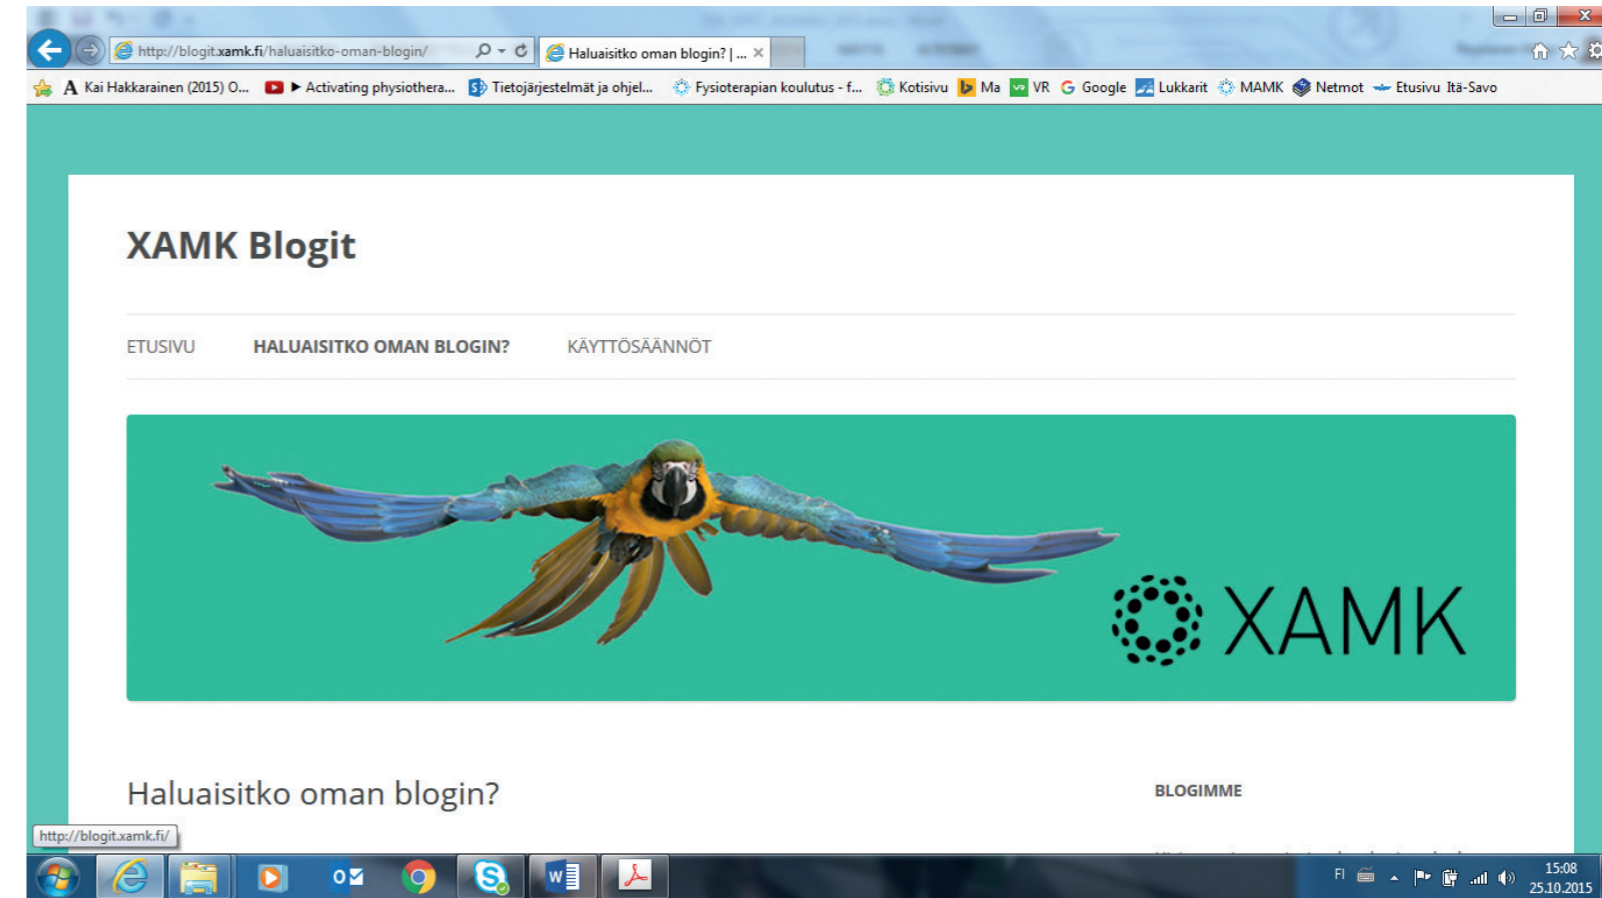 http://blogit.xamk.fi/haluaisitko-oman-blogin/
Haluaisitko oman blogin? | ...
Kai Hakkarainen (2015) O... ► Activating physiothera... Tietojärjestelmät ja ohjel... Fysioterapian koulutus - f... Kotisivu Ma VR Google Lukkarit MAMK Netmot Etusivu Itä-Savo
XAMK Blogit
ETUSIVU HALUAISITKO OMAN BLOGIN? KÄYTTÖSÄÄNNÖT
XAMK
Haluaisitko oman blogin?
BLOGIMME
http://blogit.xamk.fi/
FI 15:08
25.10.2015